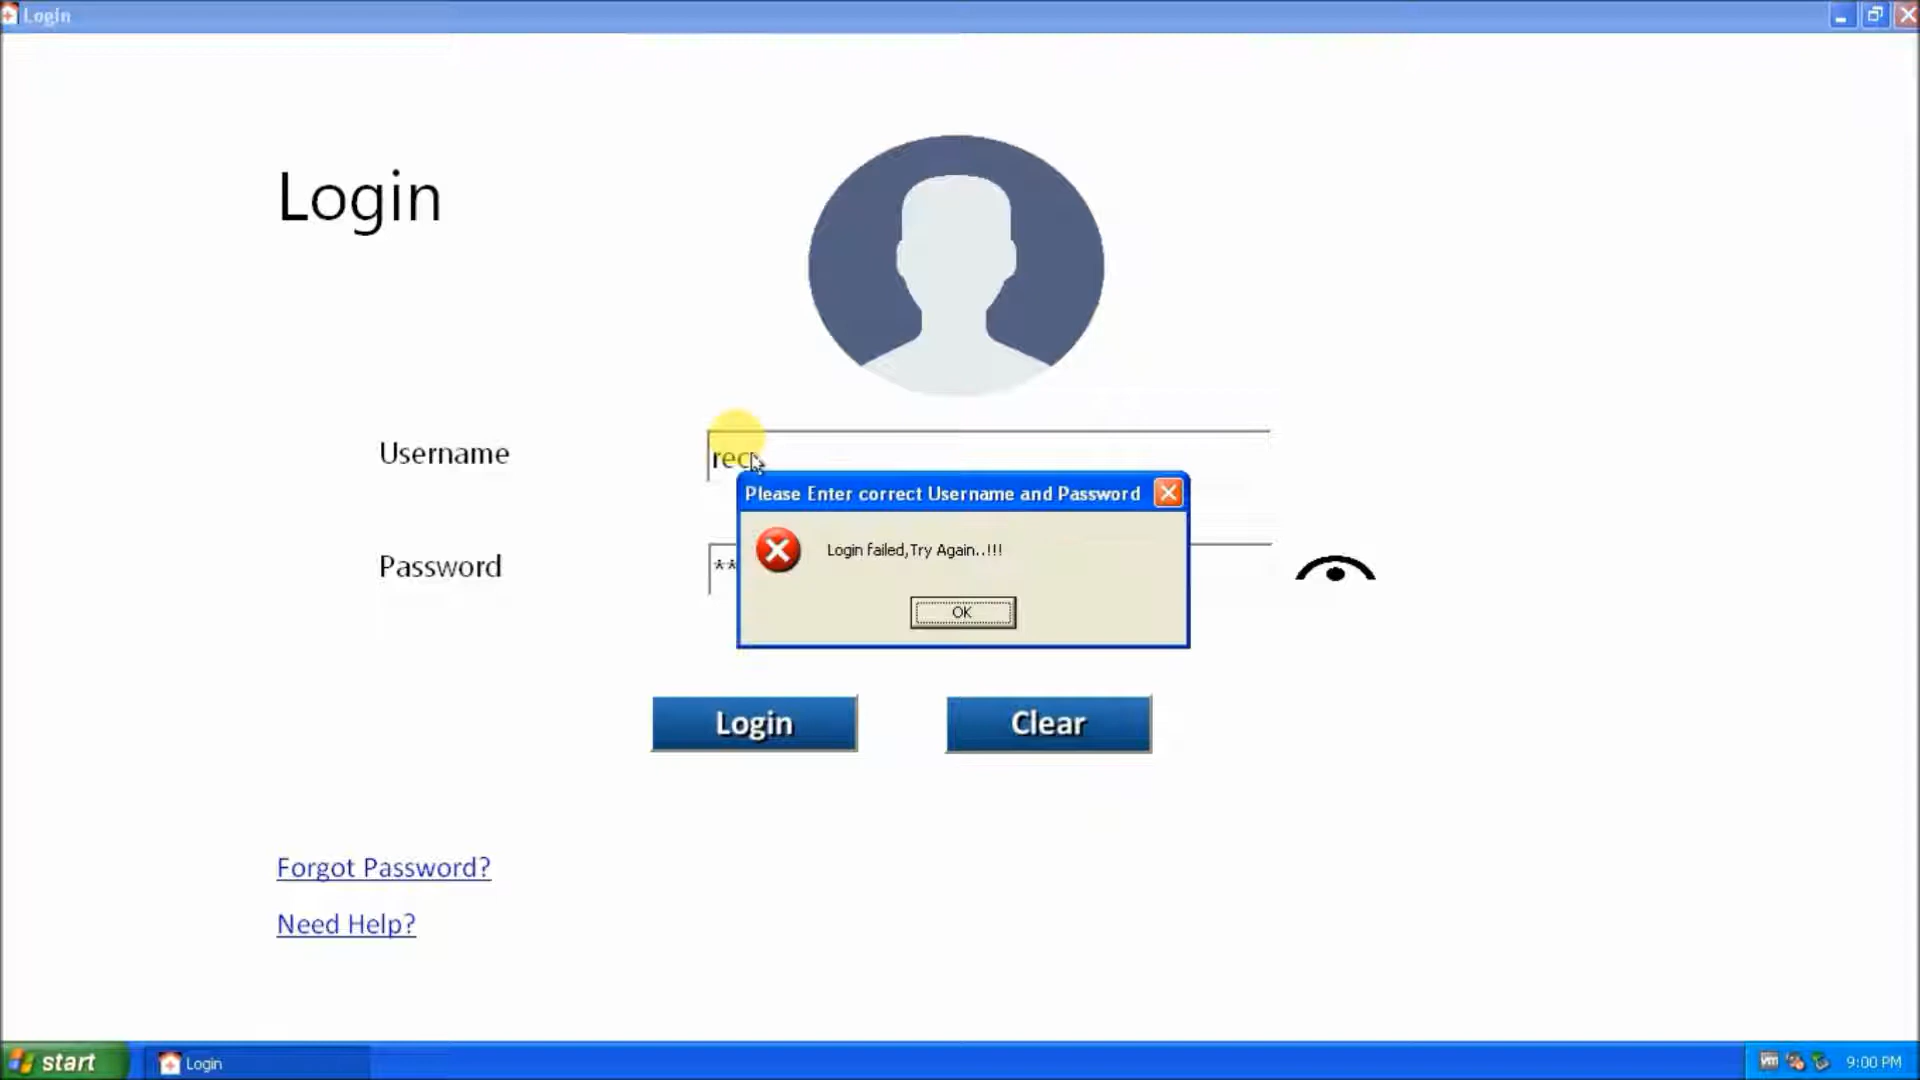 Login
Login
Username
rec
Please Enter correct Username and Password
Login failed,Try Again..!!!
Password
**
OK
Login
Clear
Forgot Password?
Need Help?
start
Login
9:00 PM